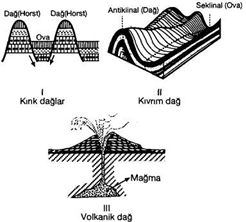 Dağ(Horst) Dağ(Horst)
Ova
I
Kırık dağlar
Antiklinal (Dağ)
Seklinal (Ova)
II
Kıvrım dağ
Mağma
III
Volkanik dağ